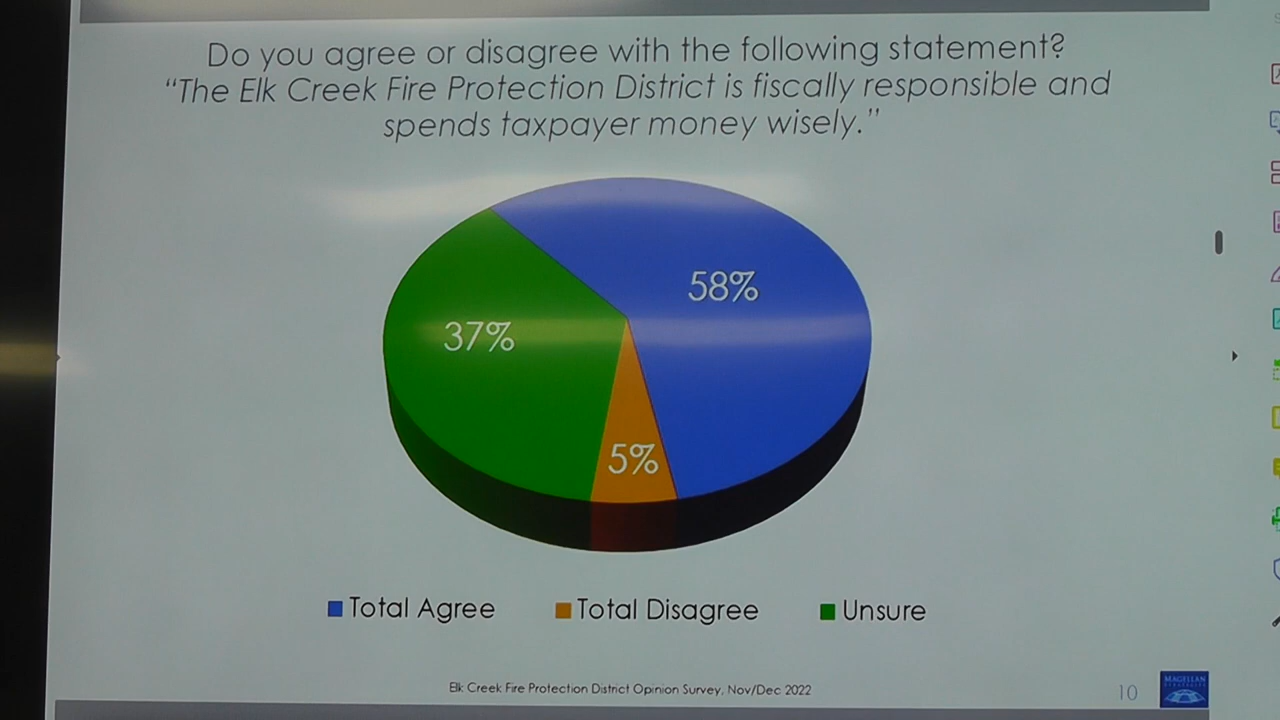 Do you agree or disagree with the following statement?
“The Elk Creek Fire Protection District is fiscally responsible and
spends taxpayer money wisely.”
58%
37%
5%
Total Agree
Total Disagree
Unsure
Elk Creek Fire Protection District Opinion Survey, Nov/Dec 2022
10
MAGELLAN
STRATEGIES